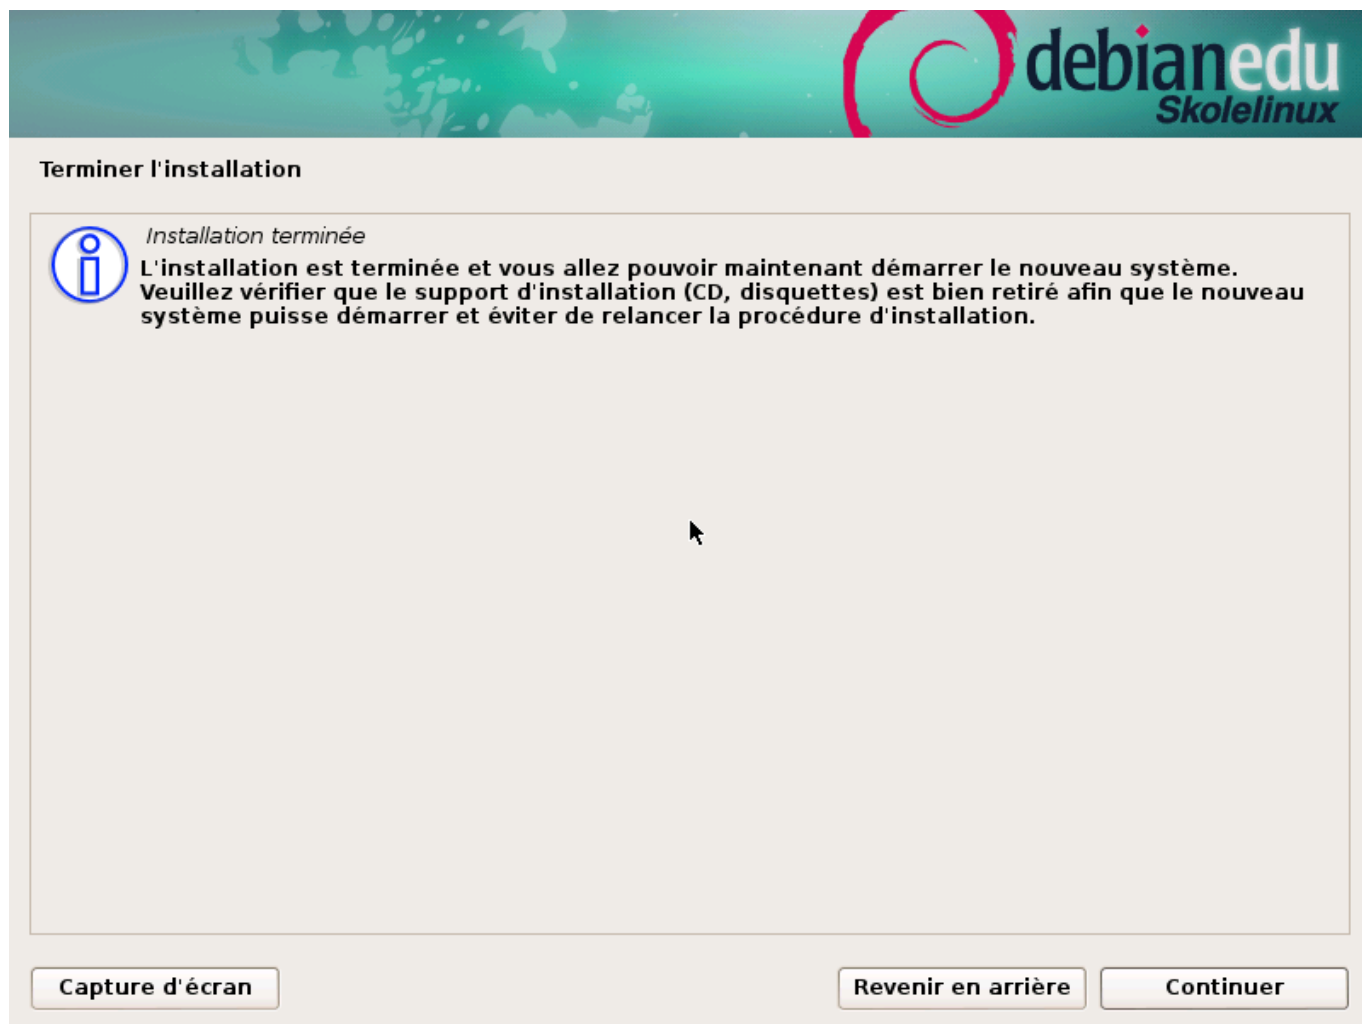 debianedu
Skolelinux
Terminer l'installation
Installation terminée
L'installation est terminée et vous allez pouvoir maintenant démarrer le nouveau système.
Veuillez vérifier que le support d'installation (CD, disquettes) est bien retiré afin que le nouveau
système puisse démarrer et éviter de relancer la procédure d'installation.
Capture d'écran
Revenir en arrière
Continuer